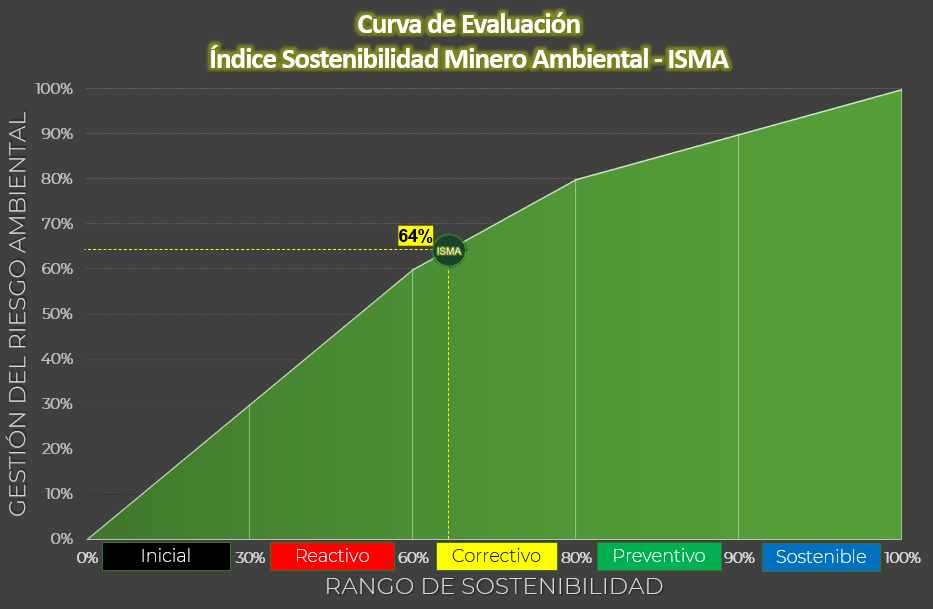 Curva de Evaluación
Índice Sostenibilidad Minero Ambiental - ISMA
GESTIÓN DEL RIESGO AMBIENTAL
100%
90%
80%
70%
60%
50%
40%
30%
20%
10%
0%
64%
ISMA
0% Inicial 30% Reactivo 60% Correctivo 80% Preventivo 90% Sostenible 100%
RANGO DE SOSTENIBILIDAD